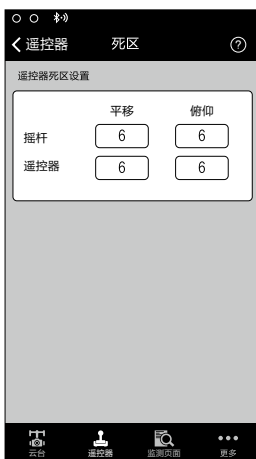 遥控器 死区 ?
遥控器死区设置
平移 俯仰
摇杆 6 6
遥控器 6 6
云台 遥控器 监测页面 更多